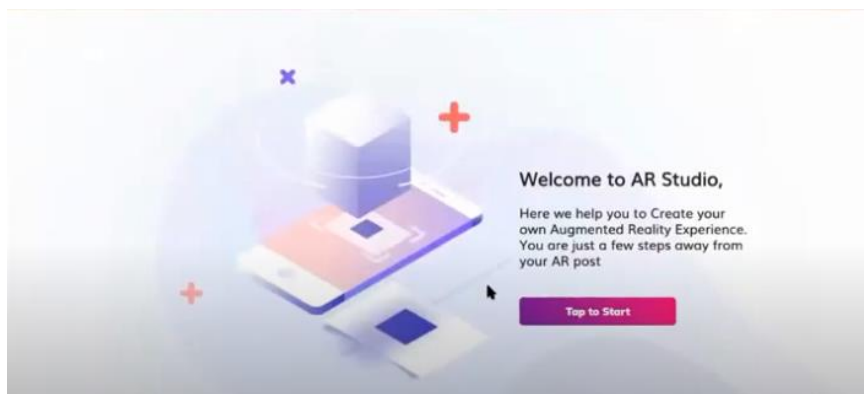 Welcome to AR Studio,
Here we help you to Create your
own Augmented Reality Experience.
You are just a few steps away from
your AR post
Tap to Start